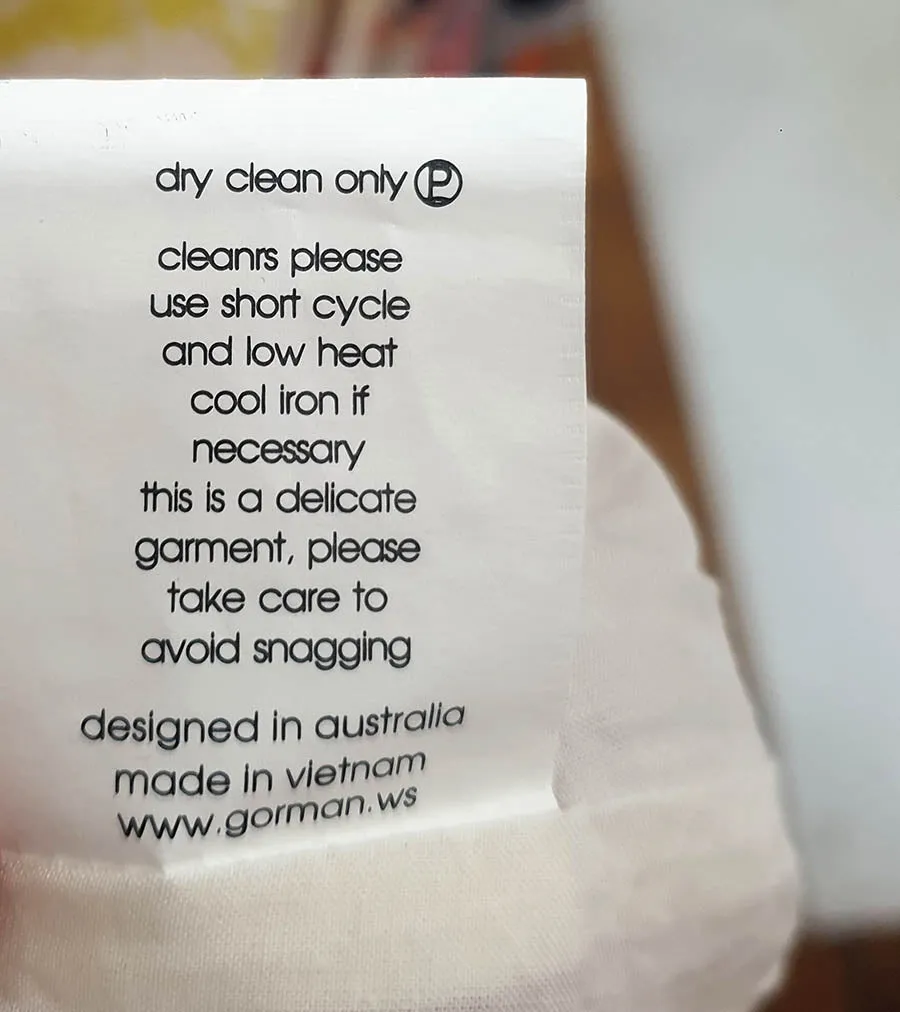 dry clean only Ⓟ
cleanrs please
use short cycle
and low heat
cool iron if
necessary
this is a delicate
garment, please
take care to
avoid snagging
designed in australia
made in vietnam
www.gorman.ws